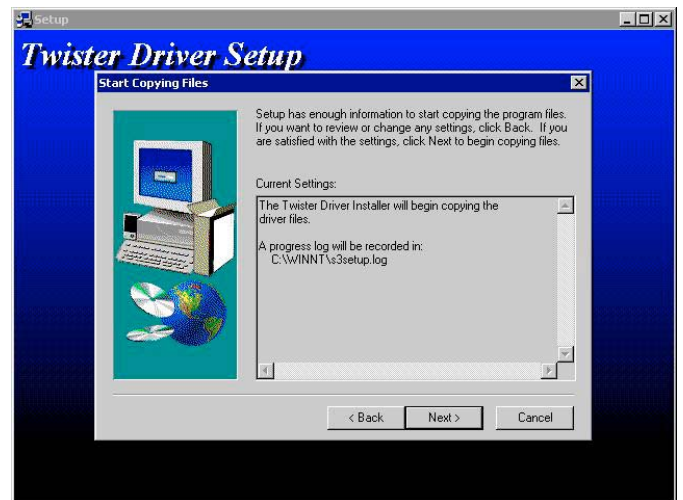 Setup
Twister Driver Setup
Start Copying Files
Setup has enough information to start copying the program files.
If you want to review or change any settings, click Back. If you
are satisfied with the settings, click Next to begin copying files.
Current Settings:
The Twister Driver Installer will begin copying the
driver files.
A progress log will be recorded in:
C:\WINNT\s3setup.log
< Back
Next >
Cancel